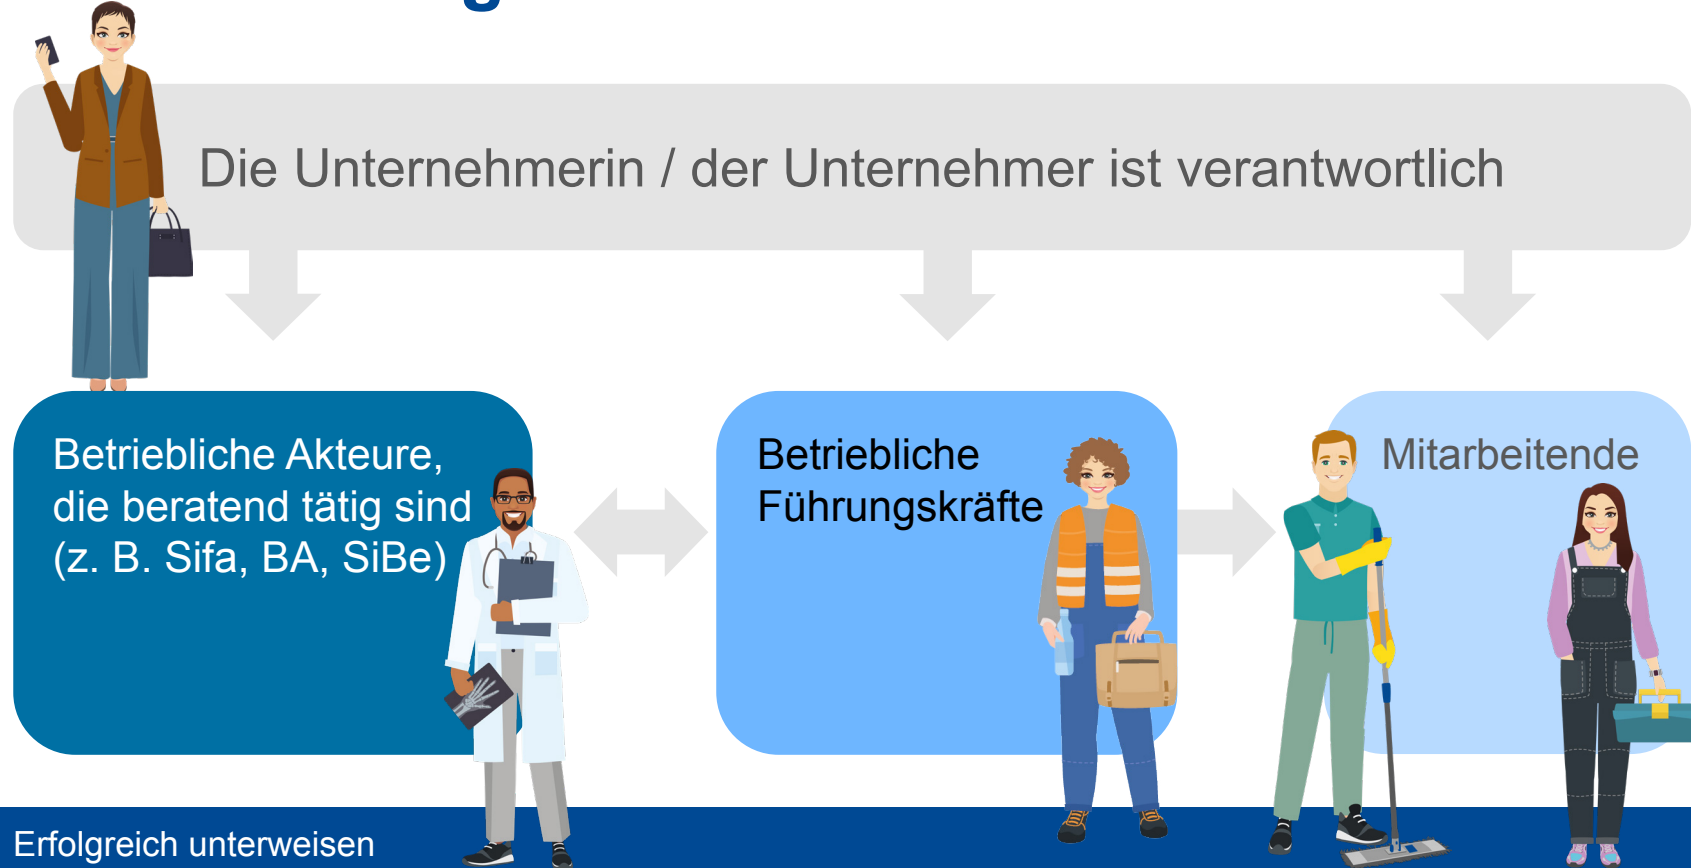 Die Unternehmerin / der Unternehmer ist verantwortlich
Betriebliche Akteure,
die beratend tätig sind
(z. B. Sifa, BA, SiBe)
Betriebliche
Führungskräfte
Mitarbeitende
Erfolgreich unterweisen